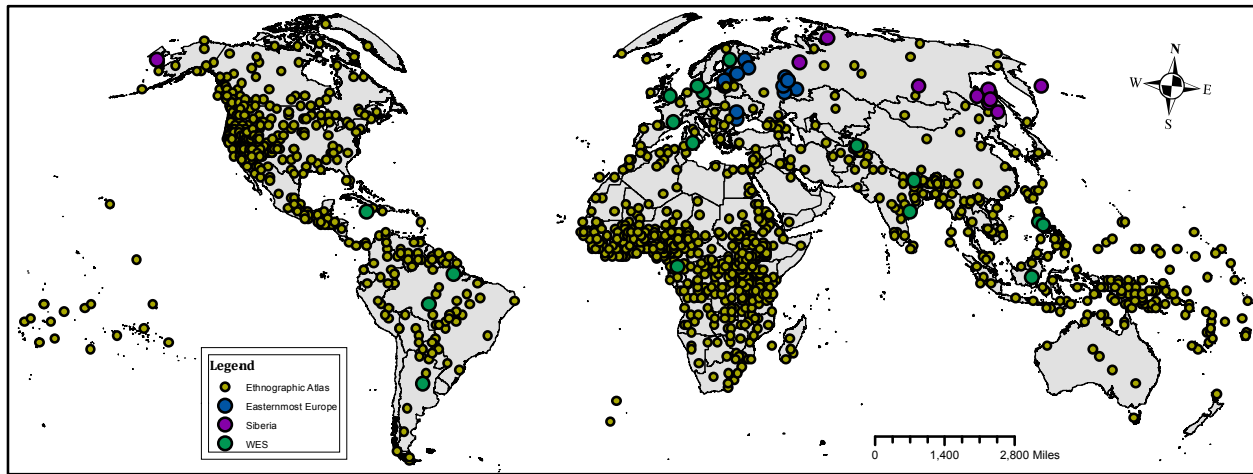 N
W E
S
Legend
Ethnographic Atlas
Easternmost Europe
Siberia
WES
0 1,400 2,800 Miles